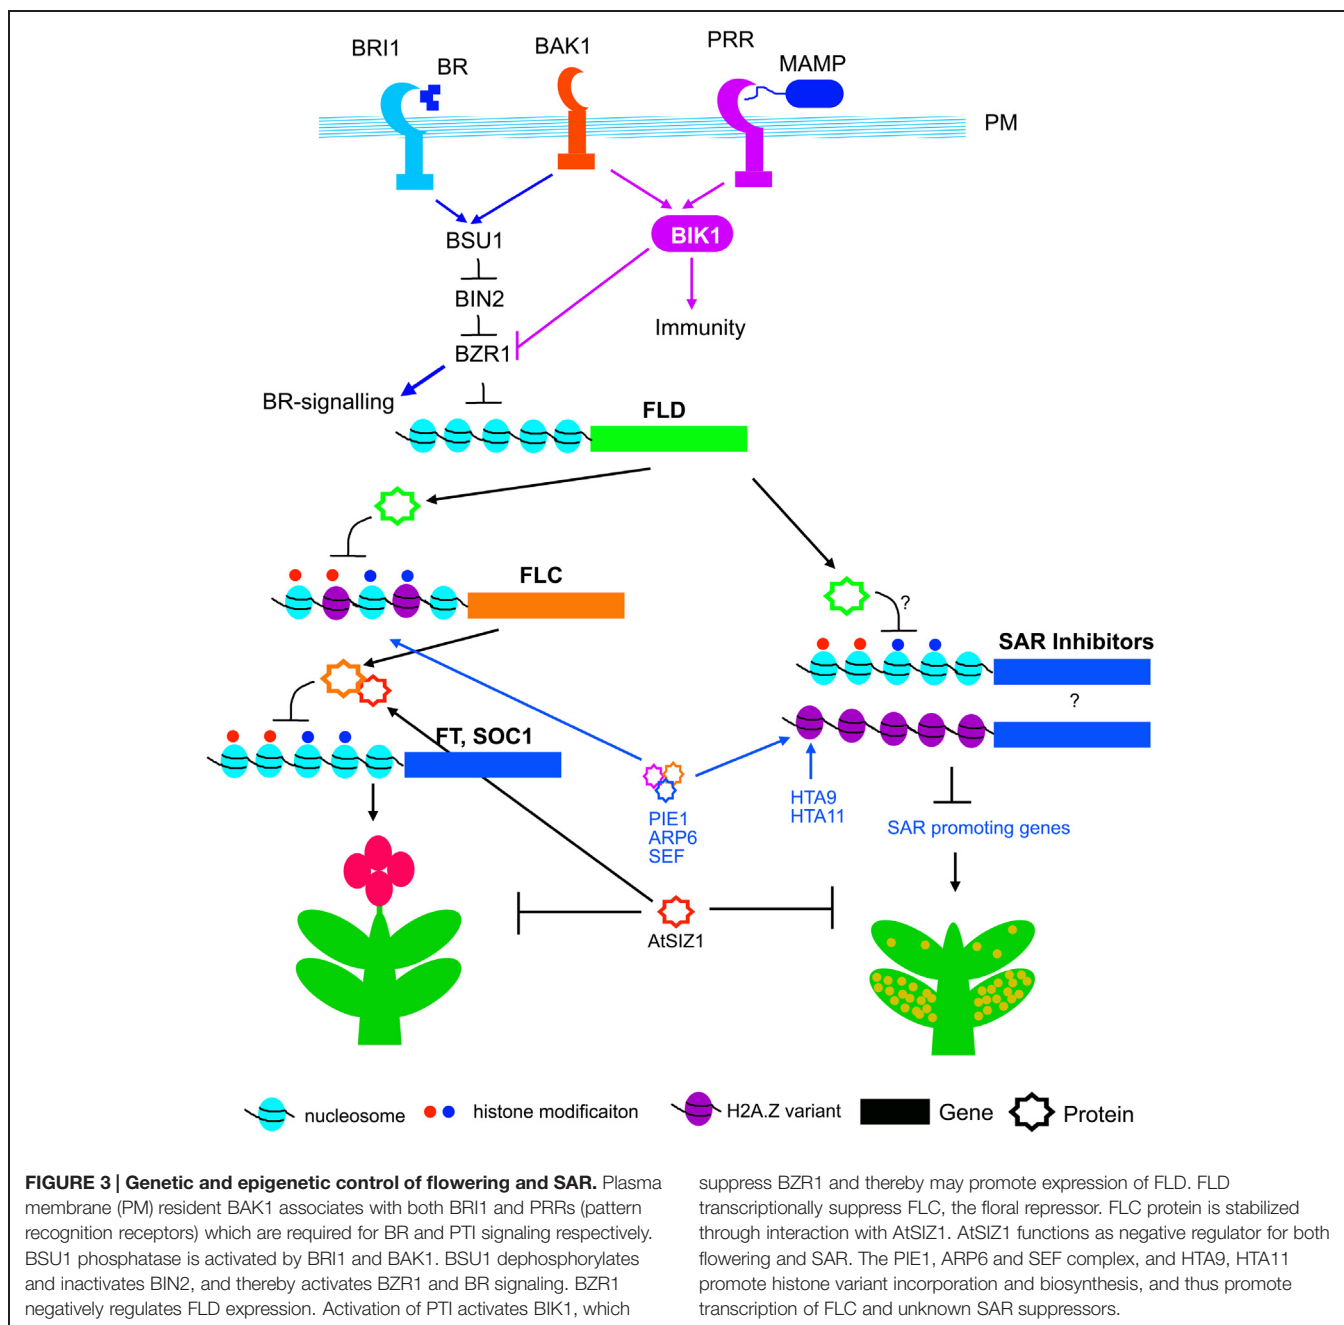 BRI1
BR
BAK1
PRR
MAMP
PM
BSU1
BIK1
BIN2
Immunity
BZR1
BR-signalling
FLD
FLC
?
SAR Inhibitors
?
FT, SOC1
PIE1
ARP6
SEF
HTA9
HTA11
SAR promoting genes
AtSIZ1
nucleosome
histone modificaiton
H2A.Z variant
Gene
Protein
FIGURE 3 | Genetic and epigenetic control of flowering and SAR. Plasma
membrane (PM) resident BAK1 associates with both BRI1 and PRRs (pattern
recognition receptors) which are required for BR and PTI signaling respectively.
BSU1 phosphatase is activated by BRI1 and BAK1. BSU1 dephosphorylates
and inactivates BIN2, and thereby activates BZR1 and BR signaling. BZR1
negatively regulates FLD expression. Activation of PTI activates BIK1, which
suppress BZR1 and thereby may promote expression of FLD. FLD
transcriptionally suppress FLC, the floral repressor. FLC protein is stabilized
through interaction with AtSIZ1. AtSIZ1 functions as negative regulator for both
flowering and SAR. The PIE1, ARP6 and SEF complex, and HTA9, HTA11
promote histone variant incorporation and biosynthesis, and thus promote
transcription of FLC and unknown SAR suppressors.